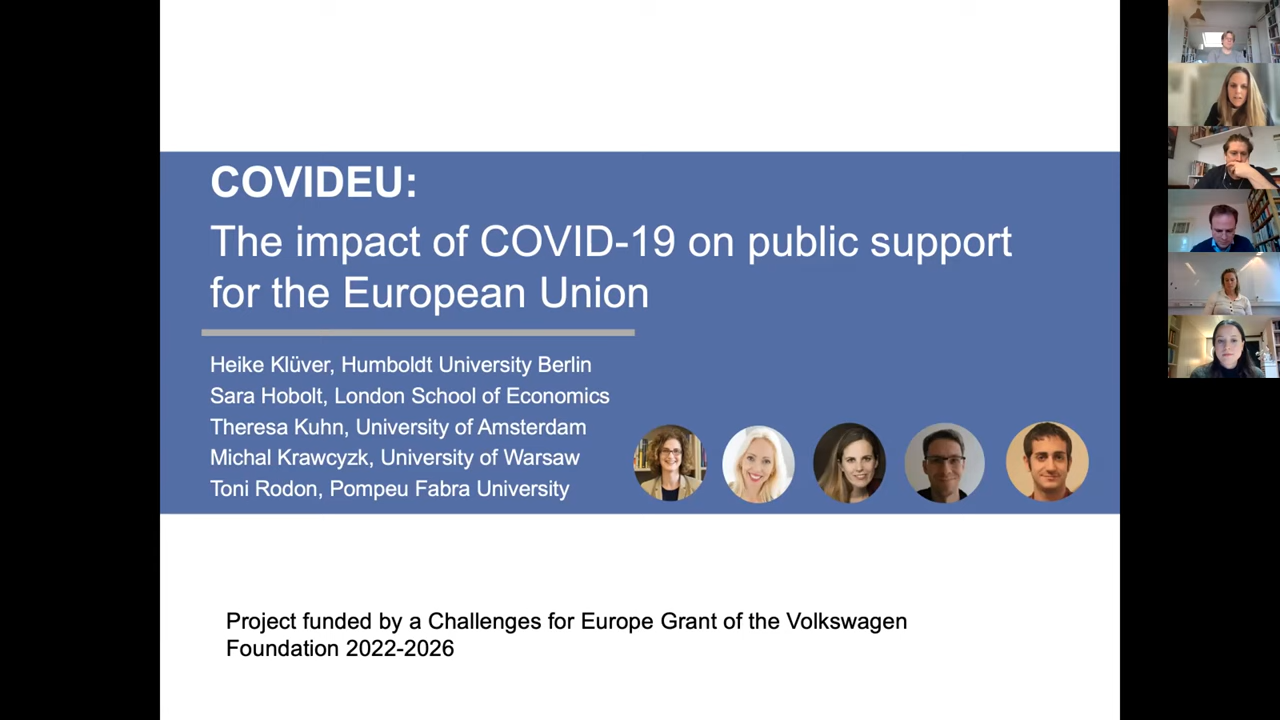 COVIDEU:
The impact of COVID-19 on public support
for the European Union
Heike Klüver, Humboldt University Berlin
Sara Hobolt, London School of Economics
Theresa Kuhn, University of Amsterdam
Michal Krawcyzk, University of Warsaw
Toni Rodon, Pompeu Fabra University
Project funded by a Challenges for Europe Grant of the Volkswagen
Foundation 2022-2026